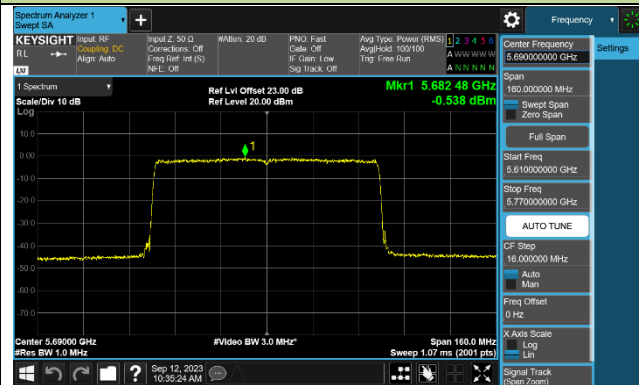 Spectrum Analyzer 1
Swept SA
Frequency
KEYSIGHT
RL
LXI
Input: RF
Coupling: DC
Align: Auto
Input Z: 50 Ω
Corrections: Off
Freq Ref: Int (S)
NFE: Off
#Atten: 20 dB
PNO: Fast
Gate: Off
IF Gain: Low
Sig Track: Off
Avg Type: Power (RMS)
Avg|Hold: 100/100
Trig: Free Run
1 2 3 4 5 6
A W W W W W
A N N N N N
1 Spectrum
Scale/Div 10 dB
Log
Ref Lvl Offset 23.00 dB
Ref Level 20.00 dBm
Mkr1 5.682 48 GHz
-0.538 dBm
1
10.0
0.00
-10.0
-20.0
-30.0
-40.0
-50.0
-60.0
-70.0
Center 5.69000 GHz
#Res BW 1.0 MHz
#Video BW 3.0 MHz*
Span 160.0 MHz
Sweep 1.07 ms (2001 pts)
Sep 12, 2023
10:35:24 AM
?
Center Frequency
5.690000000 GHz
Span
160.000000 MHz
Swept Span
Zero Span
Full Span
Start Freq
5.610000000 GHz
Stop Freq
5.770000000 GHz
AUTO TUNE
CF Step
16.000000 MHz
Auto
Man
Freq Offset
0 Hz
X Axis Scale
Log
Lin
Signal Track
(Span Zoom)
Settings